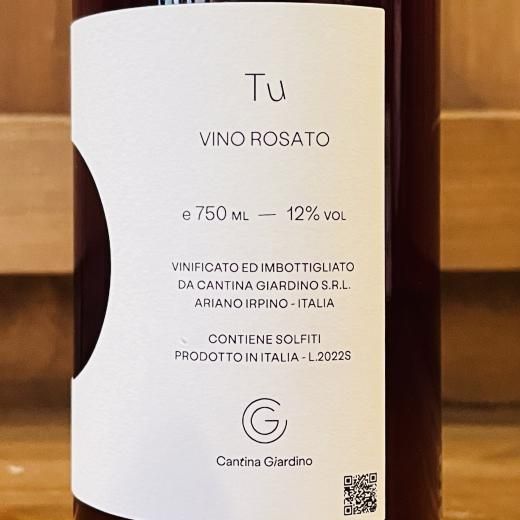 Tu
VINO ROSATO
e 750 ML — 12% VOL
VINIFICATO ED IMBOTTIGLIATO
DA CANTINA GIARDINO S.R.L.
ARIANO IRPINO - ITALIA
CONTIENE SOLFITI
PRODOTTO IN ITALIA - L.2022S
CG
Cantina Giardino